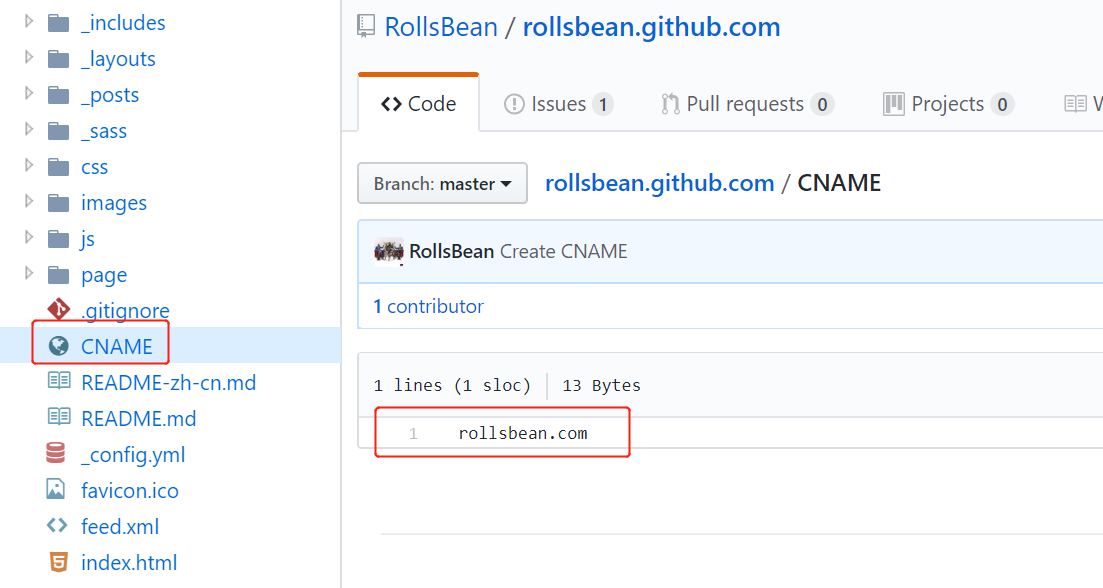 _includes
_layouts
_posts
_sass
css
images
js
page
.gitignore
CNAME
README-zh-cn.md
README.md
_config.yml
favicon.ico
feed.xml
index.html
RollsBean / rollsbean.github.com
Code Issues 1 Pull requests 0 Projects 0
Branch: master rollsbean.github.com / CNAME
RollsBean Create CNAME
1 contributor
1 lines (1 sloc) 13 Bytes
1 rollsbean.com